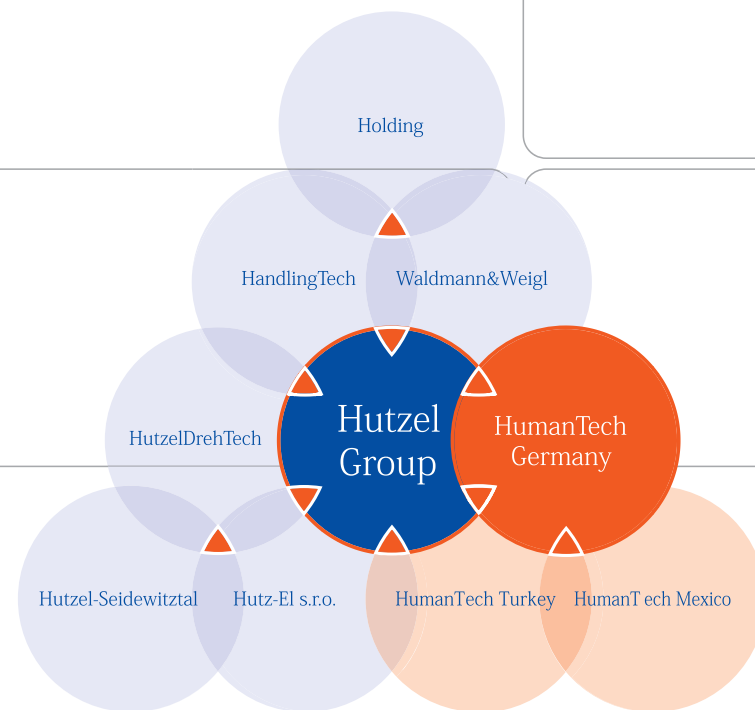 Holding
HandlingTech
Waldmann&Weigl
Hutzel
Group
HumanTech
Germany
HutzelDrehTech
Hutzel-Seidewitztal
Hutz-El s.r.o.
HumanTech Turkey
HumanT ech Mexico